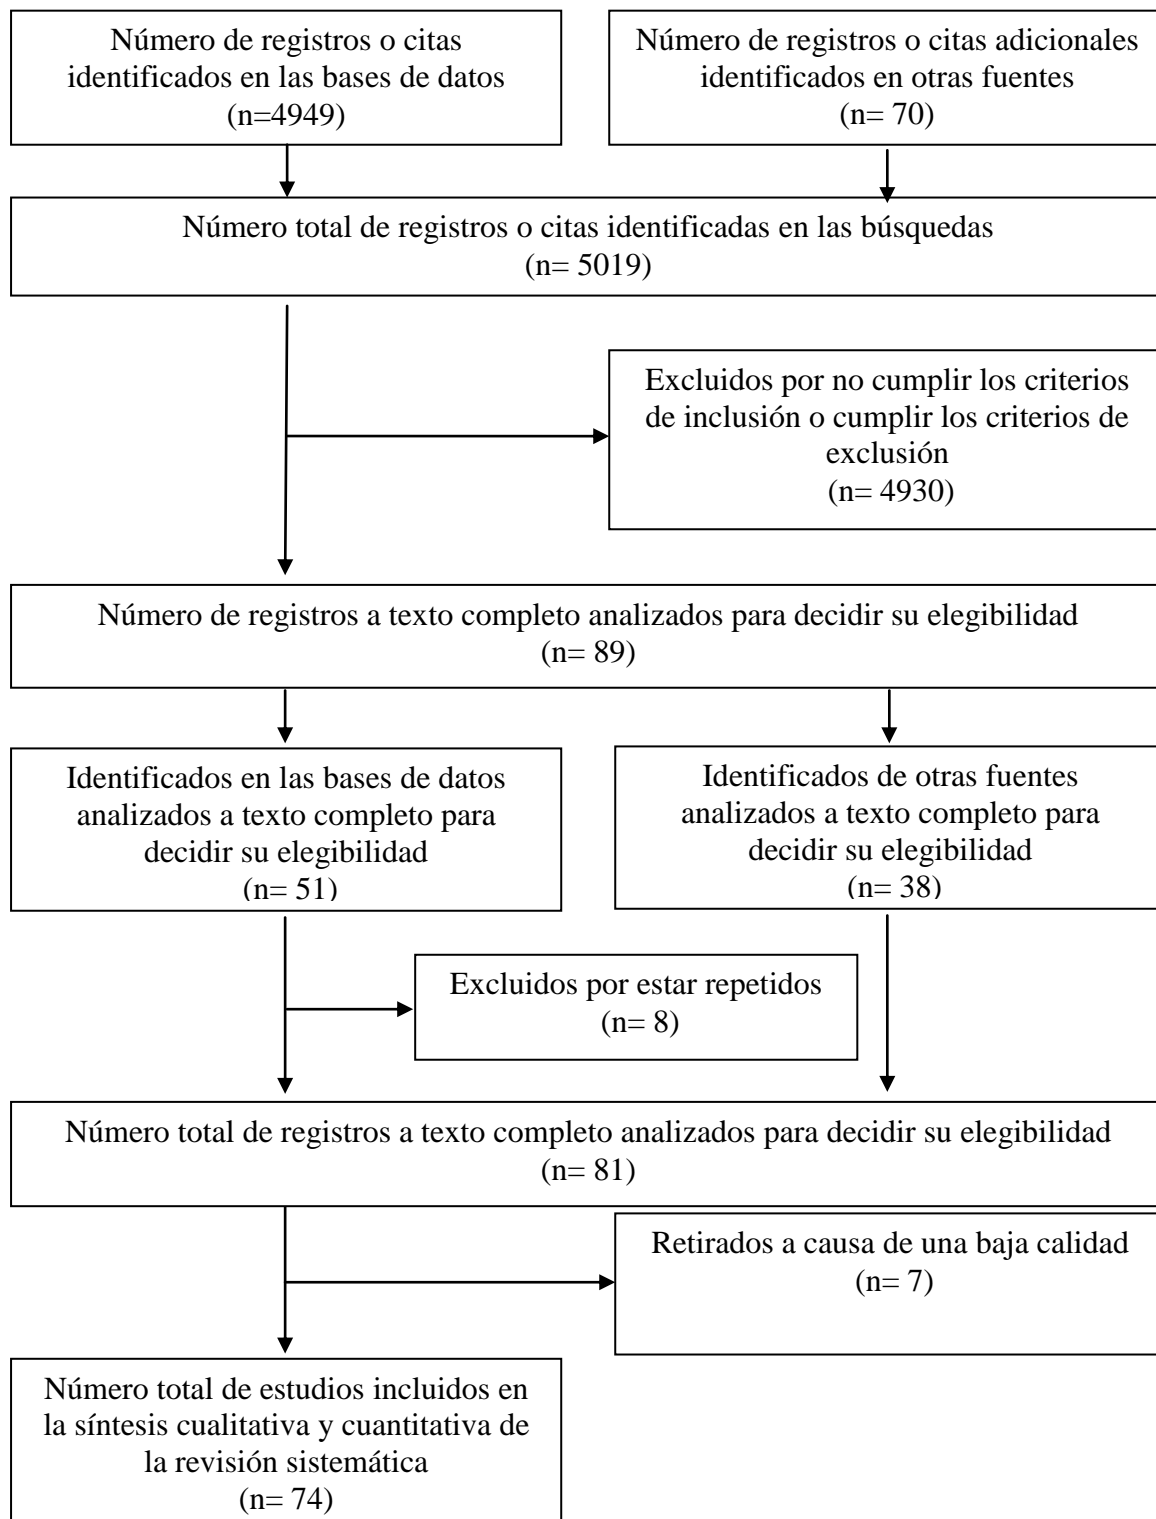 Número de registros o citas
identificados en las bases de datos
(n=4949)
Número de registros o citas adicionales
identificados en otras fuentes
(n= 70)
Número total de registros o citas identificadas en las búsquedas
(n= 5019)
Excluidos por no cumplir los criterios
de inclusión o cumplir los criterios de
exclusión
(n= 4930)
Número de registros a texto completo analizados para decidir su elegibilidad
(n= 89)
Identificados en las bases de datos
analizados a texto completo para
decidir su elegibilidad
(n= 51)
Identificados de otras fuentes
analizados a texto completo para
decidir su elegibilidad
(n= 38)
Excluidos por estar repetidos
(n= 8)
Número total de registros a texto completo analizados para decidir su elegibilidad
(n= 81)
Retirados a causa de una baja calidad
(n= 7)
Número total de estudios incluidos en
la síntesis cualitativa y cuantitativa de
la revisión sistemática
(n= 74)